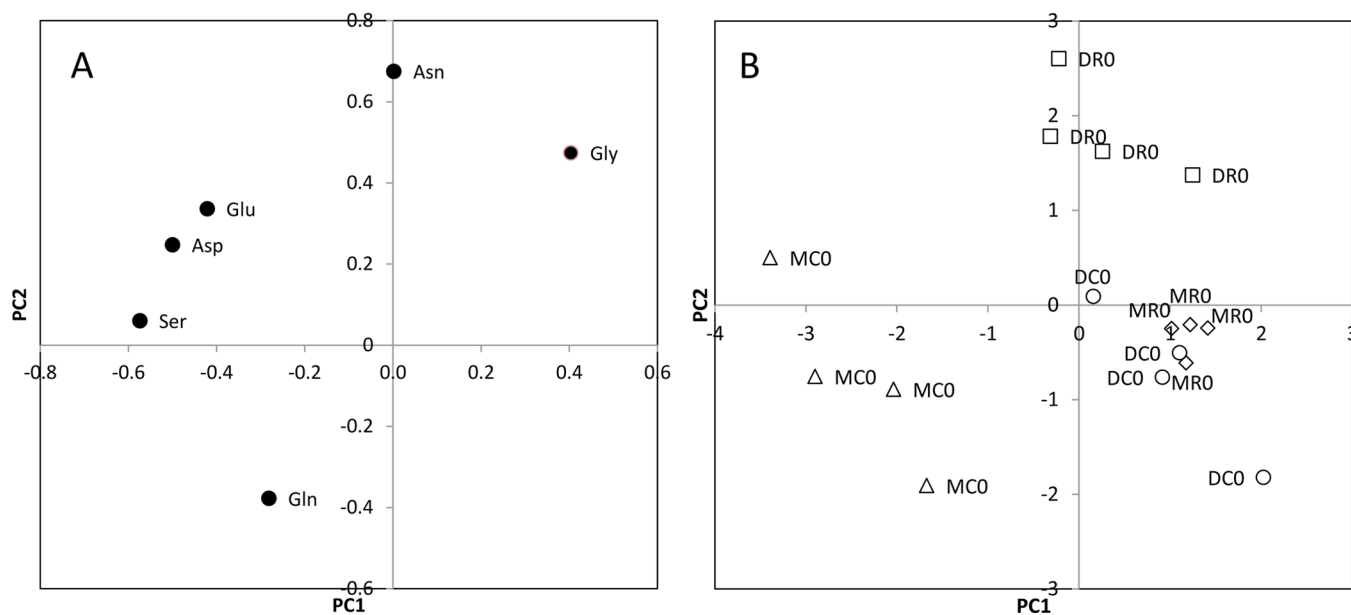 A
0.8
Asn
0.6
Gly
0.4
Glu
Asp
0.2
Ser
0
-0.8 -0.6 -0.4 -0.2 0.0 0.2 0.4 0.6
-0.2
Gln
-0.4
-0.6
PC1
PC2
B
3
DR0
2
DR0
DR0
DR0
1
MC0
DC0
MR0
0
MR0
MR0
-4 -3 -2 -1 0 1 2 3
DC0
MC0
DC0
MR0
MC0
-1
DC0
MC0
-2
-3
PC1
PC2